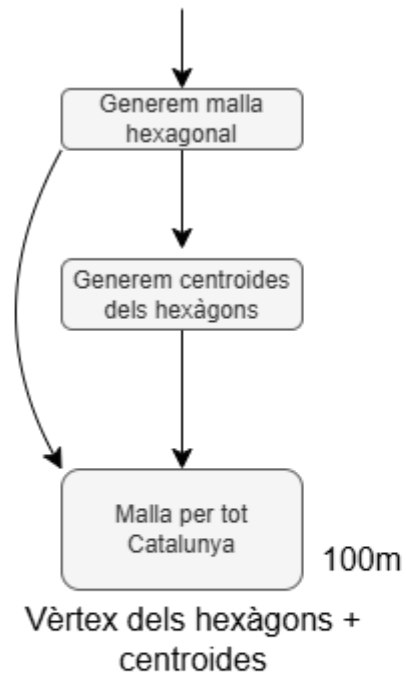 Generem malla
hexagonal
Generem centroides
dels hexàgons
Malla per tot
Catalunya
100m
Vèrtex dels hexàgons +
centroides